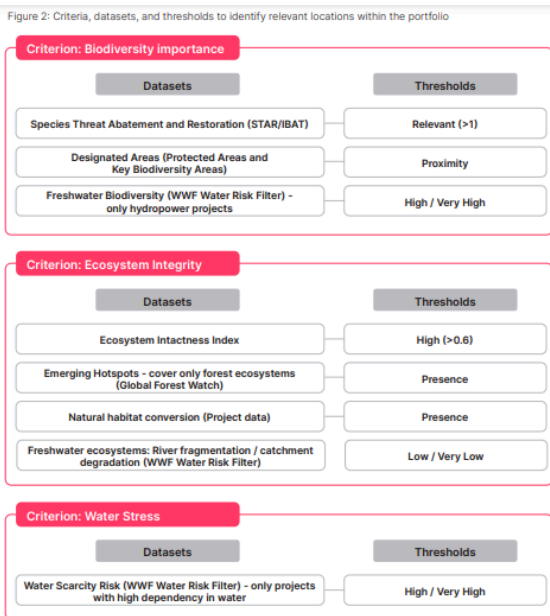 Figure 2: Criteria, datasets, and thresholds to identify relevant locations within the portfolio
Criterion: Biodiversity importance
Datasets
Thresholds
Species Threat Abatement and Restoration (STAR/IBAT)
Relevant (>1)
Designated Areas (Protected Areas and
Key Biodiversity Areas)
Proximity
Freshwater Biodiversity (WWF Water Risk Filter) -
only hydropower projects
High / Very High
Criterion: Ecosystem Integrity
Datasets
Thresholds
Ecosystem Intactness Index
High (>0.6)
Emerging Hotspots - cover only forest ecosystems
(Global Forest Watch)
Presence
Natural habitat conversion (Project data)
Presence
Freshwater ecosystems: River fragmentation / catchment
degradation (WWF Water Risk Filter)
Low / Very Low
Criterion: Water Stress
Datasets
Thresholds
Water Scarcity Risk (WWF Water Risk Filter) - only projects
with high dependency in water
High / Very High